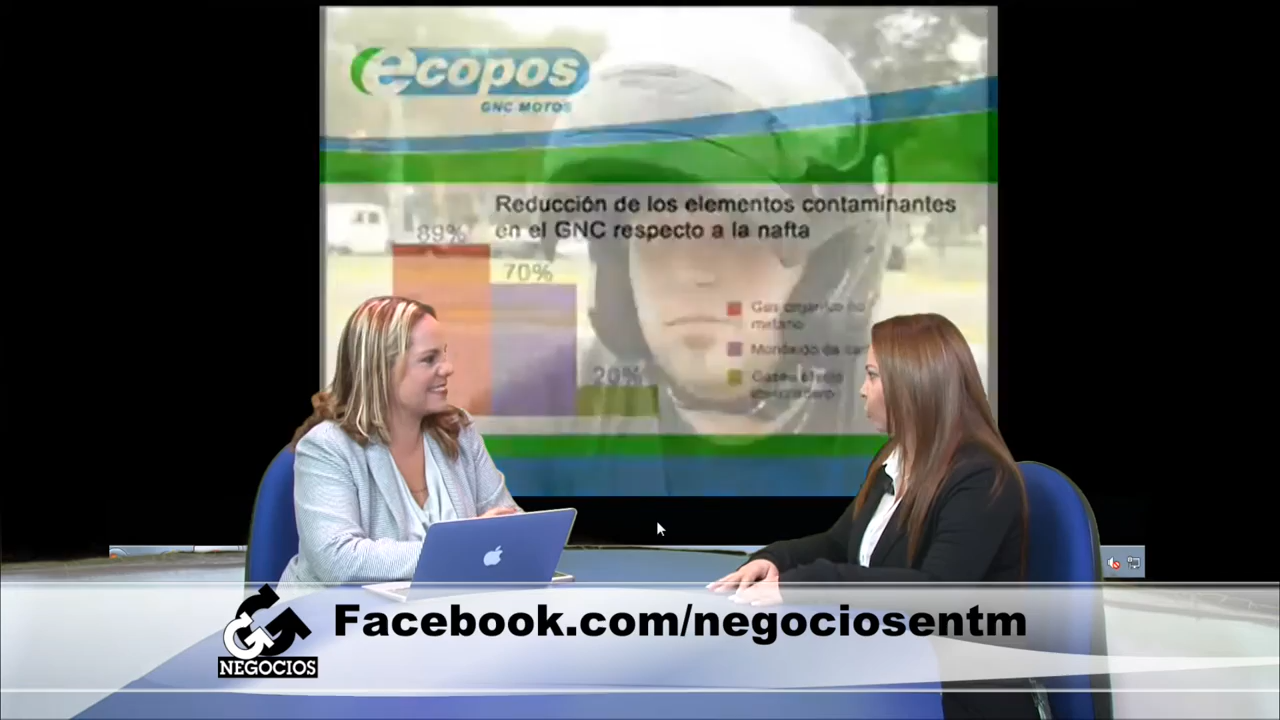 ecopos
GNC MOTOS
Reducción de los elementos contaminantes
en el GNC respecto a la nafta
89%
70%
20%
metano
Facebook.com/negociosentm
NEGOCIOS